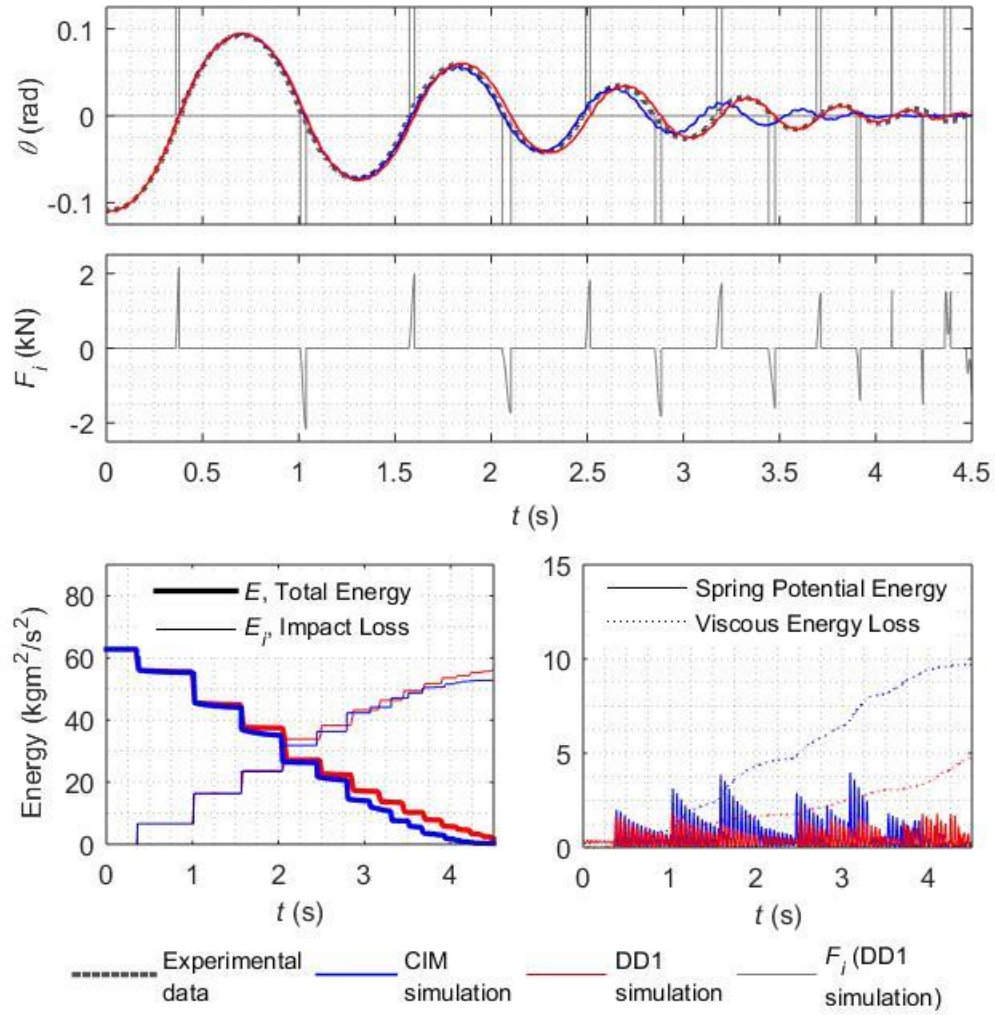 0.1
0
-0.1
θ (rad)
2
0
-2
F_i (kN)
0 0.5 1 1.5 2 2.5 3 3.5 4 4.5
t (s)
80
60
40
20
0
Energy (kgm²/s²)
E, Total Energy
E_i, Impact Loss
0 1 2 3 4
t (s)
15
10
5
0
Spring Potential Energy
Viscous Energy Loss
0 1 2 3 4
t (s)
Experimental
data
CIM
simulation
DD1
simulation
F_i (DD1
simulation)